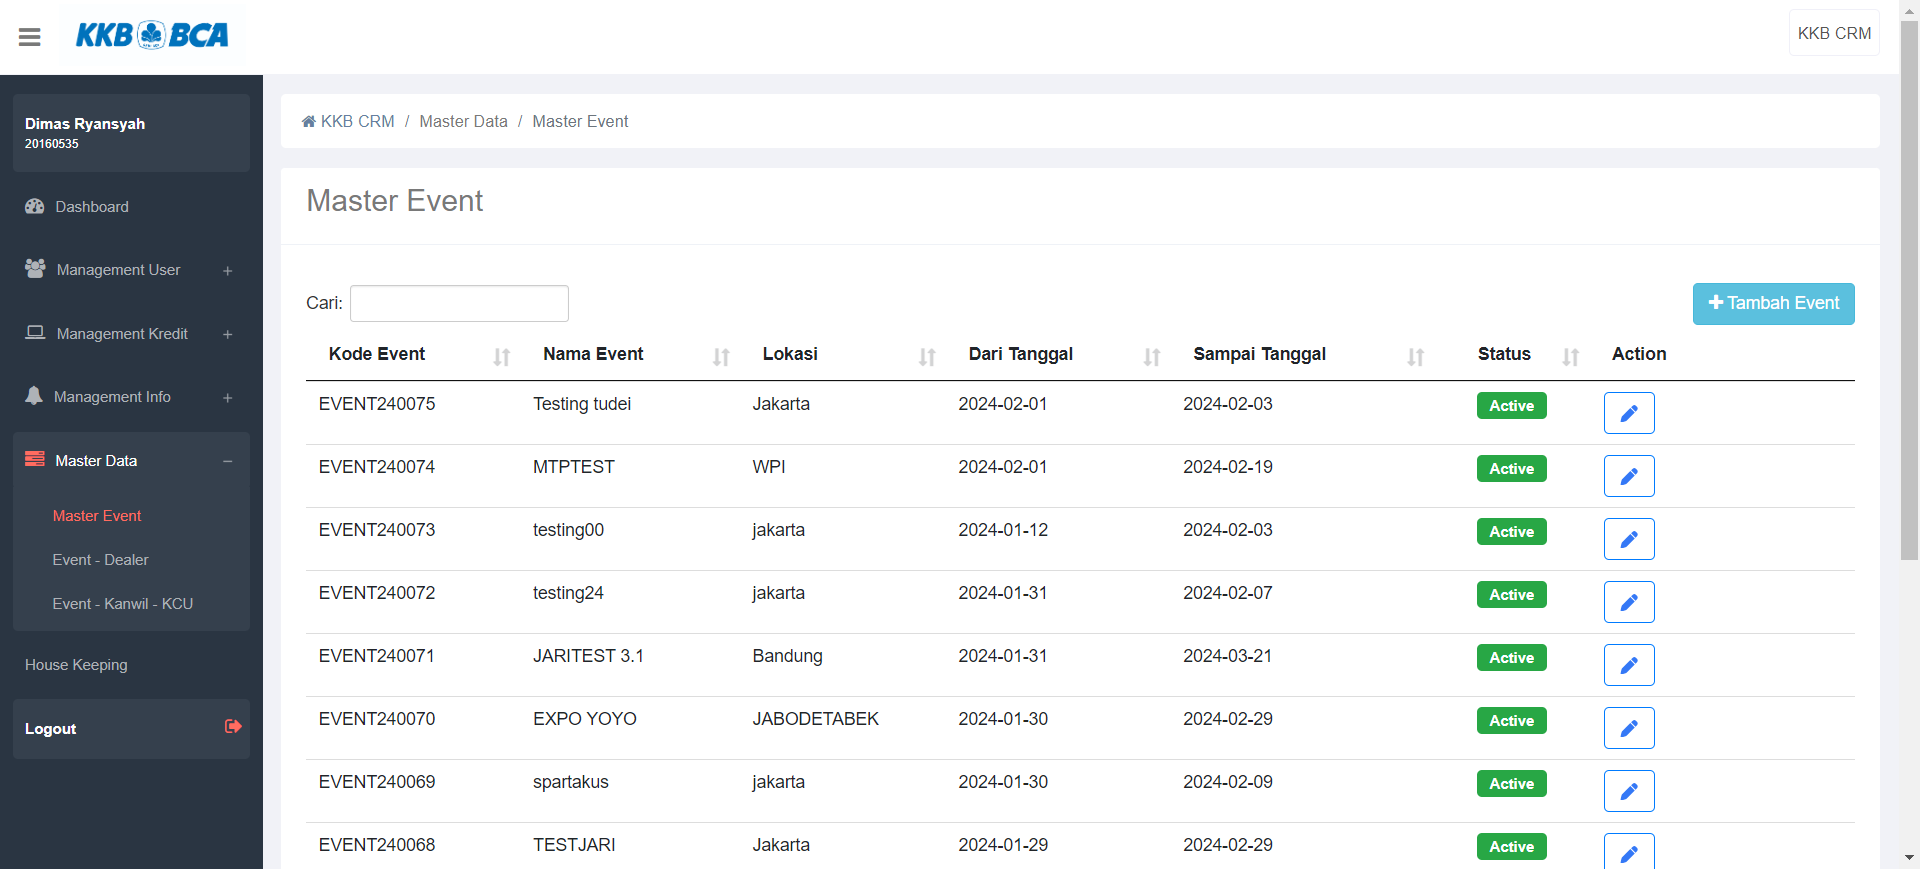 KKB BCA
KKB CRM
Dimas Ryansyah
20160535
Dashboard
Management User +
Management Kredit +
Management Info +
Master Data −
Master Event
Event - Dealer
Event - Kanwil - KCU
House Keeping
Logout
KKB CRM / Master Data / Master Event
Master Event
Cari:
Tambah Event
Kode Event Nama Event Lokasi Dari Tanggal Sampai Tanggal Status Action
EVENT240075 Testing tudei Jakarta 2024-02-01 2024-02-03 Active
EVENT240074 MTPTEST WPI 2024-02-01 2024-02-19 Active
EVENT240073 testing00 jakarta 2024-01-12 2024-02-03 Active
EVENT240072 testing24 jakarta 2024-01-31 2024-02-07 Active
EVENT240071 JARITEST 3.1 Bandung 2024-01-31 2024-03-21 Active
EVENT240070 EXPO YOYO JABODETABEK 2024-01-30 2024-02-29 Active
EVENT240069 spartakus jakarta 2024-01-30 2024-02-09 Active
EVENT240068 TESTJARI Jakarta 2024-01-29 2024-02-29 Active